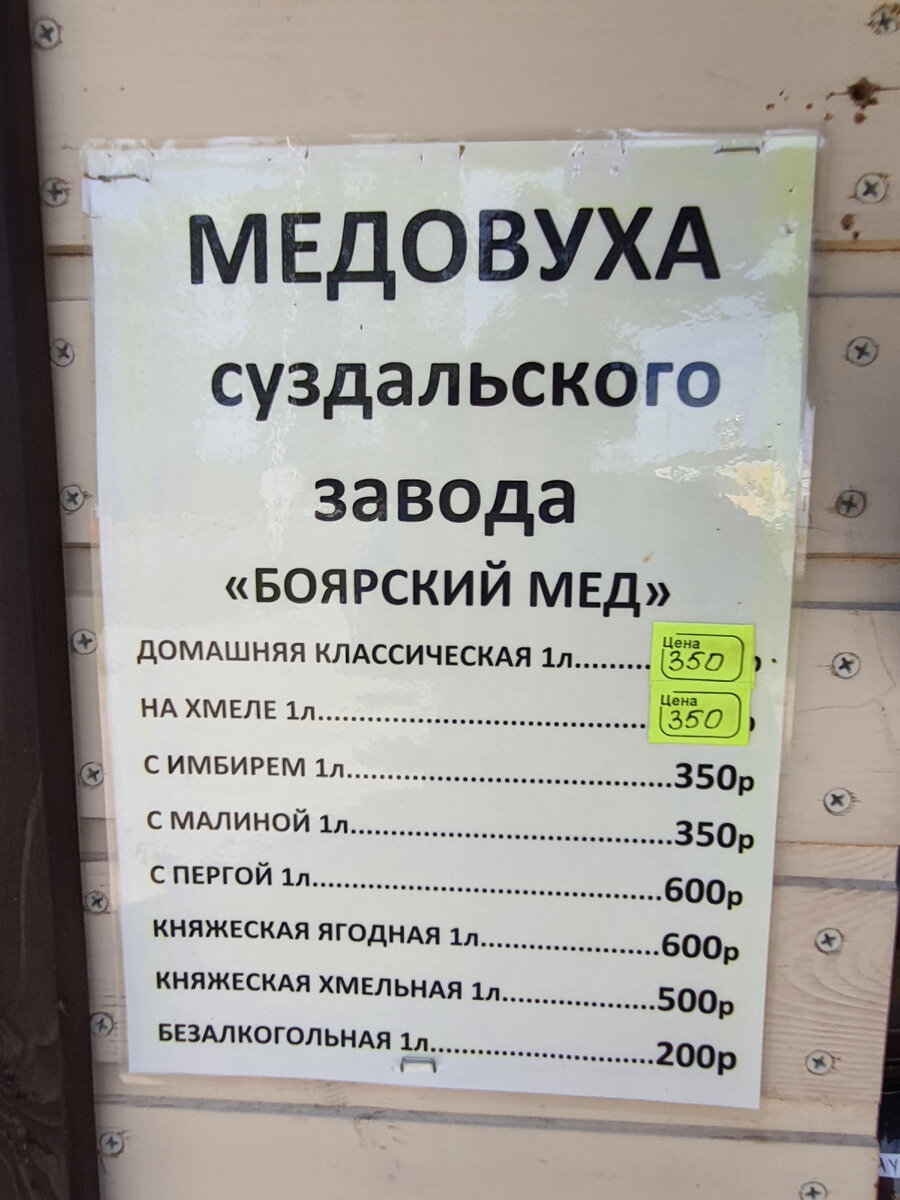 МЕДОВУХА
суздальского
завода
«БОЯРСКИЙ МЕД»
ДОМАШНЯЯ КЛАССИЧЕСКАЯ 1л......... Цена 350 р
НА ХМЕЛЕ 1л........................................ Цена 350
С ИМБИРЕМ 1л........................................350р
С МАЛИНОЙ 1л.......................................350р
С ПЕРГОЙ 1л..........................................600р
КНЯЖЕСКАЯ ЯГОДНАЯ 1л......................600р
КНЯЖЕСКАЯ ХМЕЛЬНАЯ 1л...................500р
БЕЗАЛКОГОЛЬНАЯ 1л............................200р